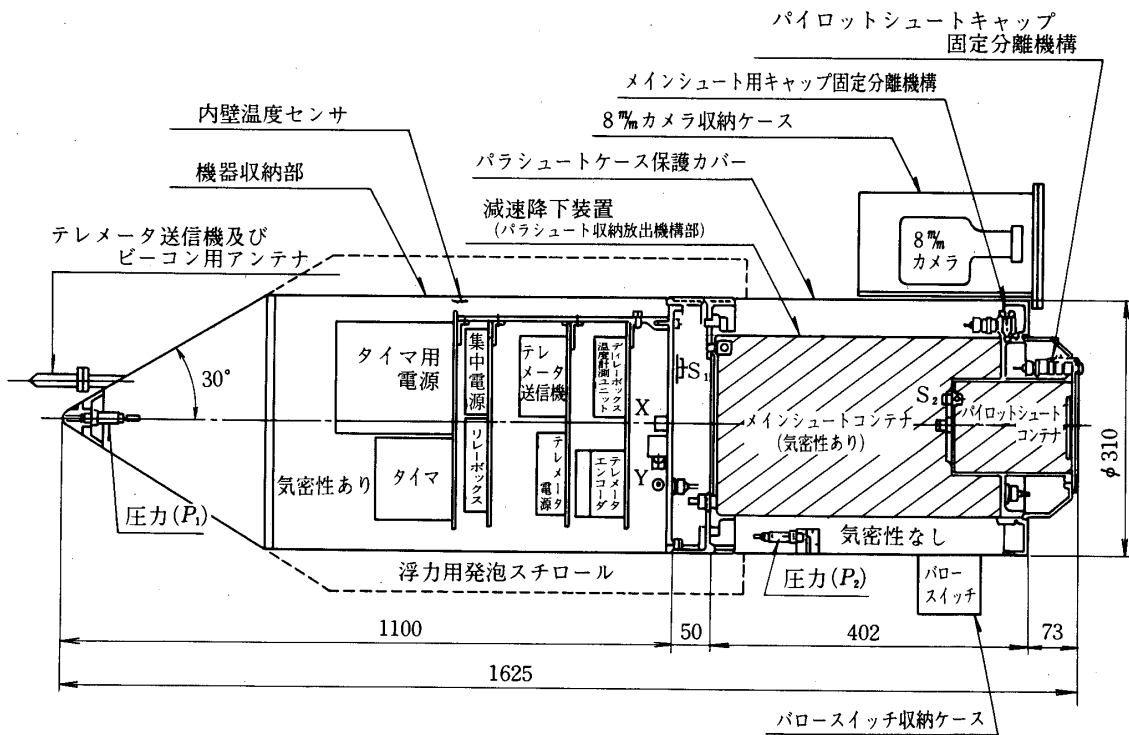 パイロットシュートキャップ
固定分離機構
メインシュート用キャップ固定分離機構
8m/mカメラ収納ケース
内壁温度センサ
パラシュートケース保護カバー
機器収納部
減速降下装置
(パラシュート収納放出機構部)
テレメータ送信機及び
ビーコン用アンテナ
8m/m
カメラ
30°
タイマ用
電源
集中電源
テレ
メータ
送信機
ディレーボックス
温度計測ユニット
S₁
X
S₂
メインシュートコンテナ
(気密性あり)
パイロットシュート
コンテナ
φ310
気密性あり
タイマ
リレーボックス
テレメータ
電源
テレメータ
エンコーダ
Y
圧力(P₁)
気密性なし
浮力用発泡スチロール
圧力(P₂)
バロー
スイッチ
1100
50
402
73
1625
バロースイッチ収納ケース